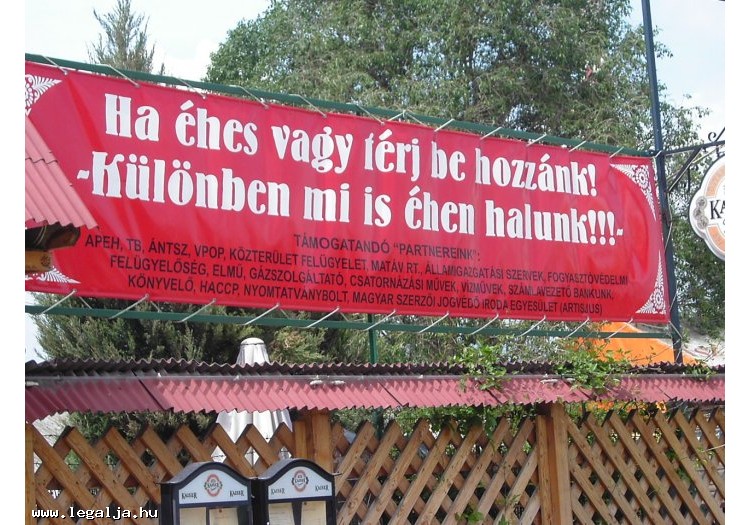 Ha éhes vagy térj be hozzánk!
-Különben mi is éhen halunk!!!-
TÁMOGATANDÓ "PARTNEREINK":
APEH, TB, ÁNTSZ, VPOP, KÖZTERÜLET FELÜGYELET, MATÁV RT., ÁLLAMIGAZGATÁSI SZERVEK, FOGYASZTÓVÉDELMI
FELÜGYELŐSÉG, ELMŰ, GÁZSZOLGÁLTATÓ, CSATORNÁZÁSI MŰVEK, VÍZMŰVEK, SZÁMLAVEZETŐ BANKUNK,
KÖNYVELŐ, HACCP, NYOMTATVÁNYBOLT, MAGYAR SZERZŐI JOGVÉDŐ IRODA EGYESÜLET (ARTISJUS)
KAISER KAISER
www.legalja.hu